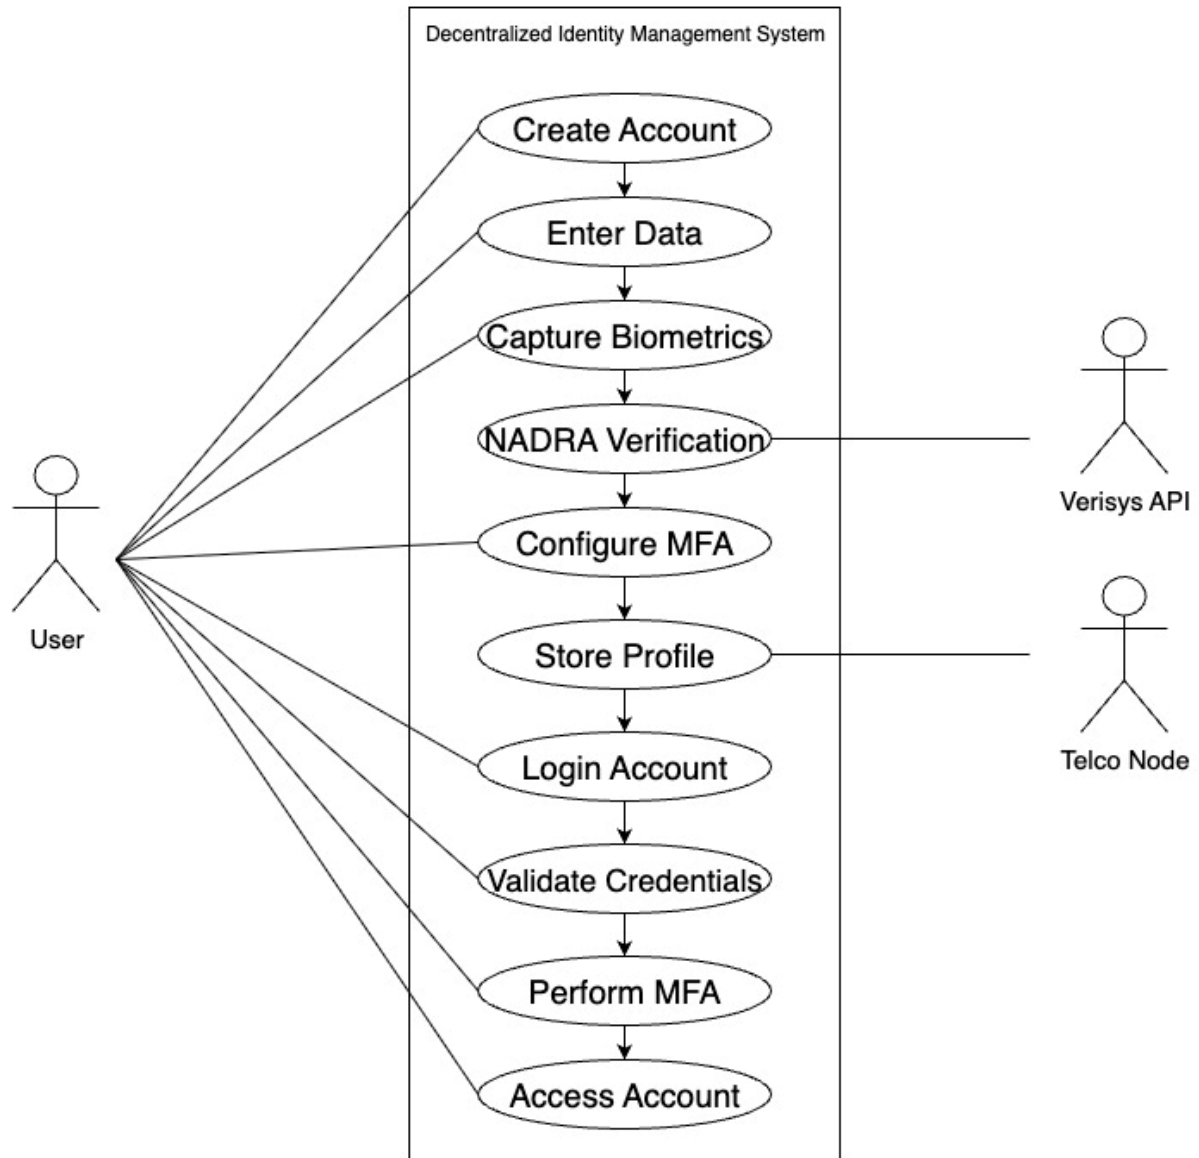 Decentralized Identity Management System
Create Account
Enter Data
Capture Biometrics
NADRA Verification
Verisys API
Configure MFA
User
Store Profile
Telco Node
Login Account
Validate Credentials
Perform MFA
Access Account